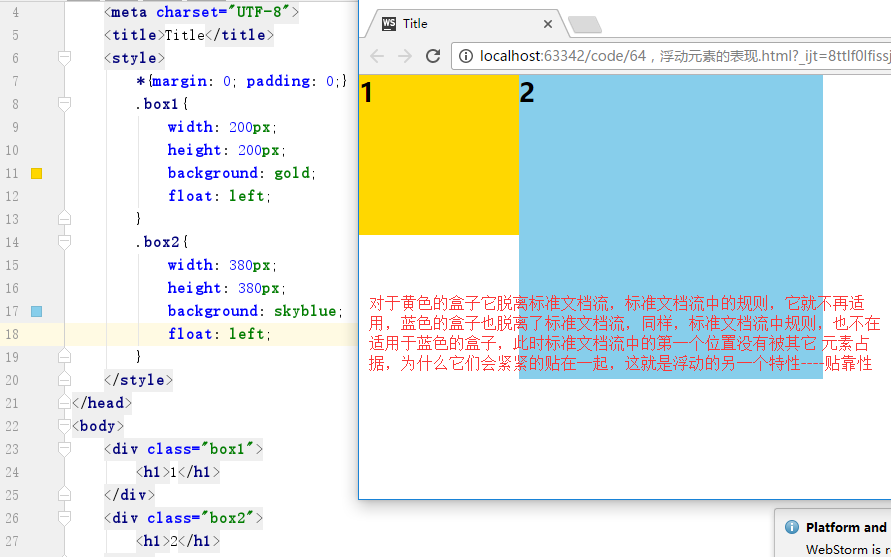 4 <meta charset="UTF-8">
5 <title>Title</title>
6 <style>
7 *{margin: 0; padding: 0;}
8 .box1{
9 width: 200px;
10 height: 200px;
11 background: gold;
12 float: left;
13 }
14 .box2{
15 width: 380px;
16 height: 380px;
17 background: skyblue;
18 float: left;
19 }
20 </style>
21 </head>
22 <body>
23 <div class="box1">
24 <h1>1</h1>
25 </div>
26 <div class="box2">
27 <h1>2</h1>
WS Title
localhost:63342/code/64，浮动元素的表现.html?_ijt=8ttlf0lfissj
1
2
对于黄色的盒子它脱离标准文档流，标准文档流中的规则，它就不再适
用，蓝色的盒子也脱离了标准文档流，同样，标准文档流中规则，也不在
适用于蓝色的盒子，此时标准文档流中的第一个位置没有被其它 元素占
据，为什么它们会紧紧的贴在一起，这就是浮动的另一个特性----贴靠性
Platform and
WebStorm is